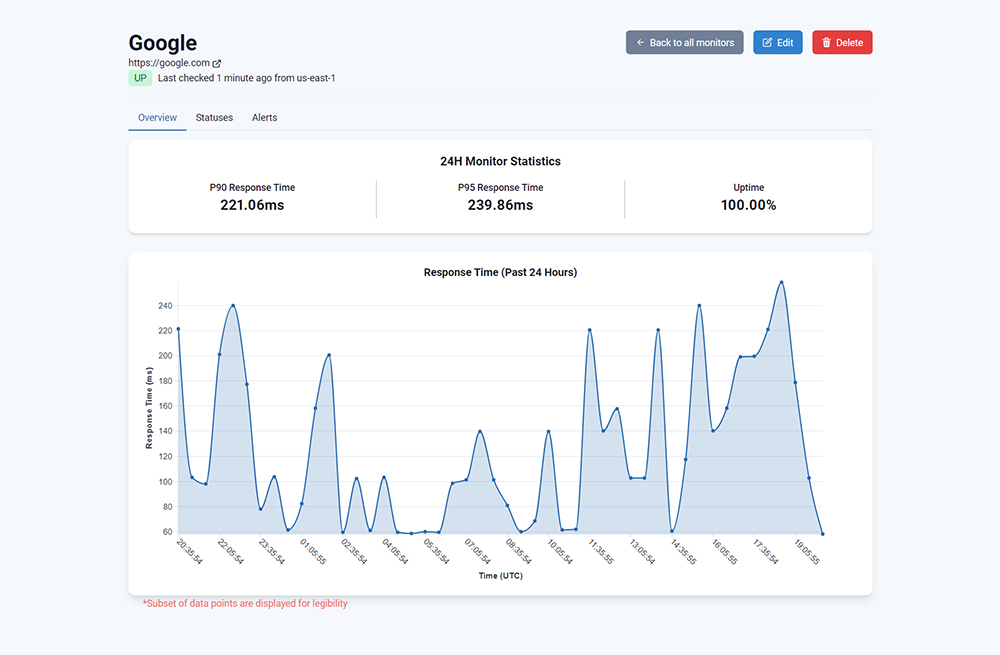 Google
← Back to all monitors
Edit
Delete
https://google.com
UP Last checked 1 minute ago from us-east-1
Overview Statuses Alerts
24H Monitor Statistics
P90 Response Time
221.06ms
P95 Response Time
239.86ms
Uptime
100.00%
Response Time (Past 24 Hours)
Response Time (ms)
240
220
200
180
160
140
120
100
80
60
20:35:54
22:05:54
23:35:54
01:05:55
02:35:54
04:05:54
05:35:54
07:05:54
08:35:54
10:05:54
11:35:55
13:05:54
14:35:55
16:05:55
17:35:54
19:05:55
Time (UTC)
*Subset of data points are displayed for legibility